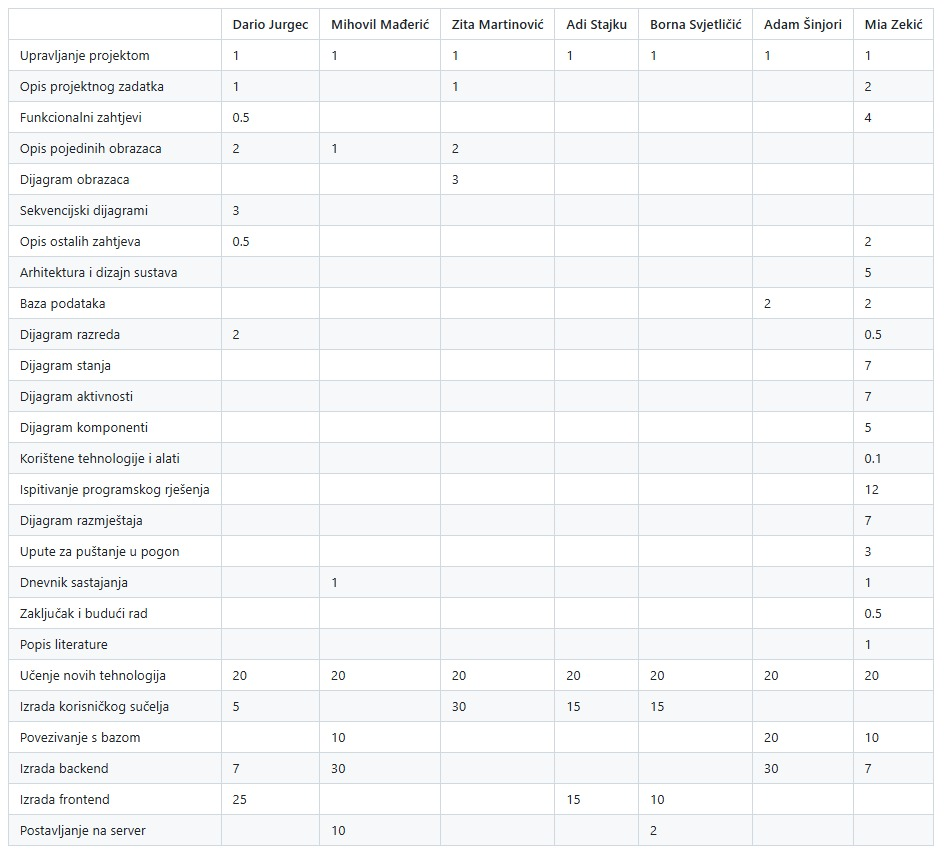 Dario Jurgec Mihovil Mađerić Zita Martinović Adi Stajku Borna Svjetličić Adam Šinjori Mia Zekić
Upravljanje projektom 1 1 1 1 1 1 1
Opis projektnog zadatka 1 1 2
Funkcionalni zahtjevi 0.5 4
Opis pojedinih obrazaca 2 1 2
Dijagram obrazaca 3
Sekvencijski dijagrami 3
Opis ostalih zahtjeva 0.5 2
Arhitektura i dizajn sustava 5
Baza podataka 2 2
Dijagram razreda 2 0.5
Dijagram stanja 7
Dijagram aktivnosti 7
Dijagram komponenti 5
Korištene tehnologije i alati 0.1
Ispitivanje programskog rješenja 12
Dijagram razmještaja 7
Upute za puštanje u pogon 3
Dnevnik sastajanja 1 1
Zaključak i budući rad 0.5
Popis literature 1
Učenje novih tehnologija 20 20 20 20 20 20 20
Izrada korisničkog sučelja 5 30 15 15
Povezivanje s bazom 10 20 10
Izrada backend 7 30 30 7
Izrada frontend 25 15 10
Postavljanje na server 10 2